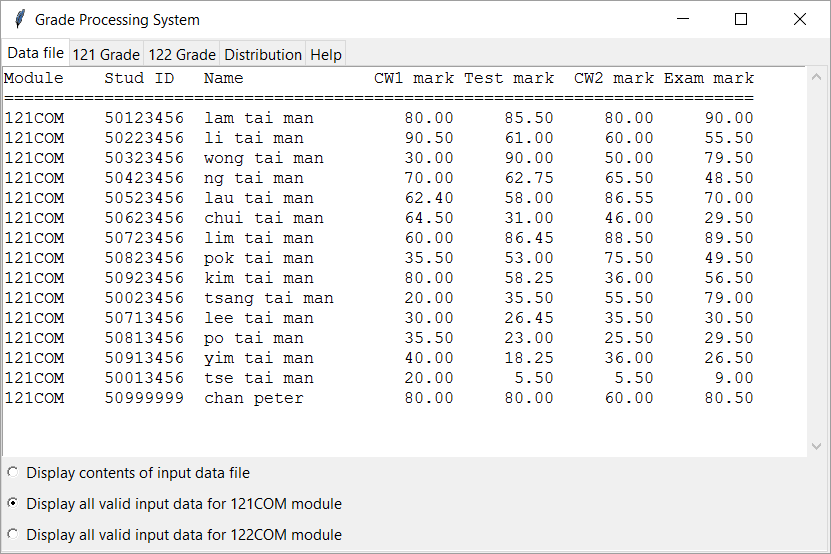 Grade Processing System
Data file 121 Grade 122 Grade Distribution Help
Module Stud ID Name CW1 mark Test mark CW2 mark Exam mark
===========================================================================
121COM 50123456 lam tai man 80.00 85.50 80.00 90.00
121COM 50223456 li tai man 90.50 61.00 60.00 55.50
121COM 50323456 wong tai man 30.00 90.00 50.00 79.50
121COM 50423456 ng tai man 70.00 62.75 65.50 48.50
121COM 50523456 lau tai man 62.40 58.00 86.55 70.00
121COM 50623456 chui tai man 64.50 31.00 46.00 29.50
121COM 50723456 lim tai man 60.00 86.45 88.50 89.50
121COM 50823456 pok tai man 35.50 53.00 75.50 49.50
121COM 50923456 kim tai man 80.00 58.25 36.00 56.50
121COM 50023456 tsang tai man 20.00 35.50 55.50 79.00
121COM 50713456 lee tai man 30.00 26.45 35.50 30.50
121COM 50813456 po tai man 35.50 23.00 25.50 29.50
121COM 50913456 yim tai man 40.00 18.25 36.00 26.50
121COM 50013456 tse tai man 20.00 5.50 5.50 9.00
121COM 50999999 chan peter 80.00 80.00 60.00 80.50
Display contents of input data file
Display all valid input data for 121COM module
Display all valid input data for 122COM module